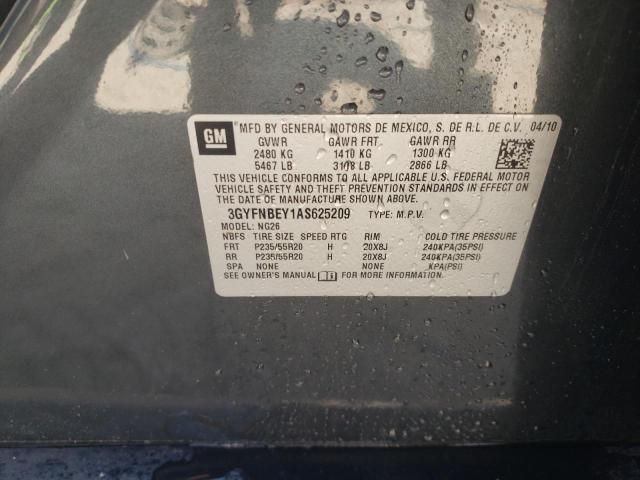 GM
MFD BY GENERAL MOTORS DE MEXICO, S. DE R.L. DE C.V. 04/10
GVWR GAWR FRT GAWR RR
2480 KG 1410 KG 1300 KG
5467 LB 3108 LB 2866 LB
THIS VEHICLE CONFORMS TO ALL APPLICABLE U.S. FEDERAL MOTOR
VEHICLE SAFETY AND THEFT PREVENTION STANDARDS IN EFFECT ON
THE DATE OF MANUFACTURE SHOWN ABOVE.
3GYFNBEY1AS625209 TYPE: M.P.V.
MODEL: NG26
NBFS TIRE SIZE SPEED RTG RIM COLD TIRE PRESSURE
FRT P235/55R20 H 20X8J 240KPA(35PSI)
RR P235/55R20 H 20X8J 240KPA(35PSI)
SPA NONE NONE KPA(PSI)
SEE OWNER'S MANUAL FOR MORE INFORMATION.